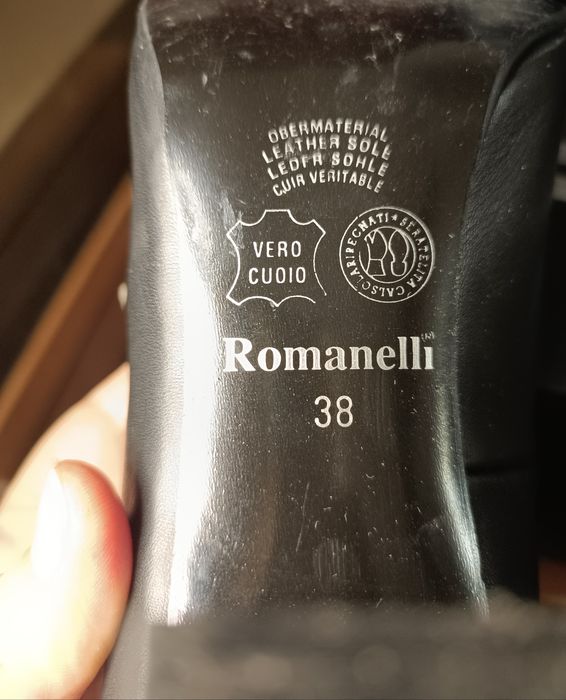 OBERMATERIAL
LEATHER SOLE
LEDER SOHLE
CUIR VERITABLE
VERO
CUOIO
Romanelli
38